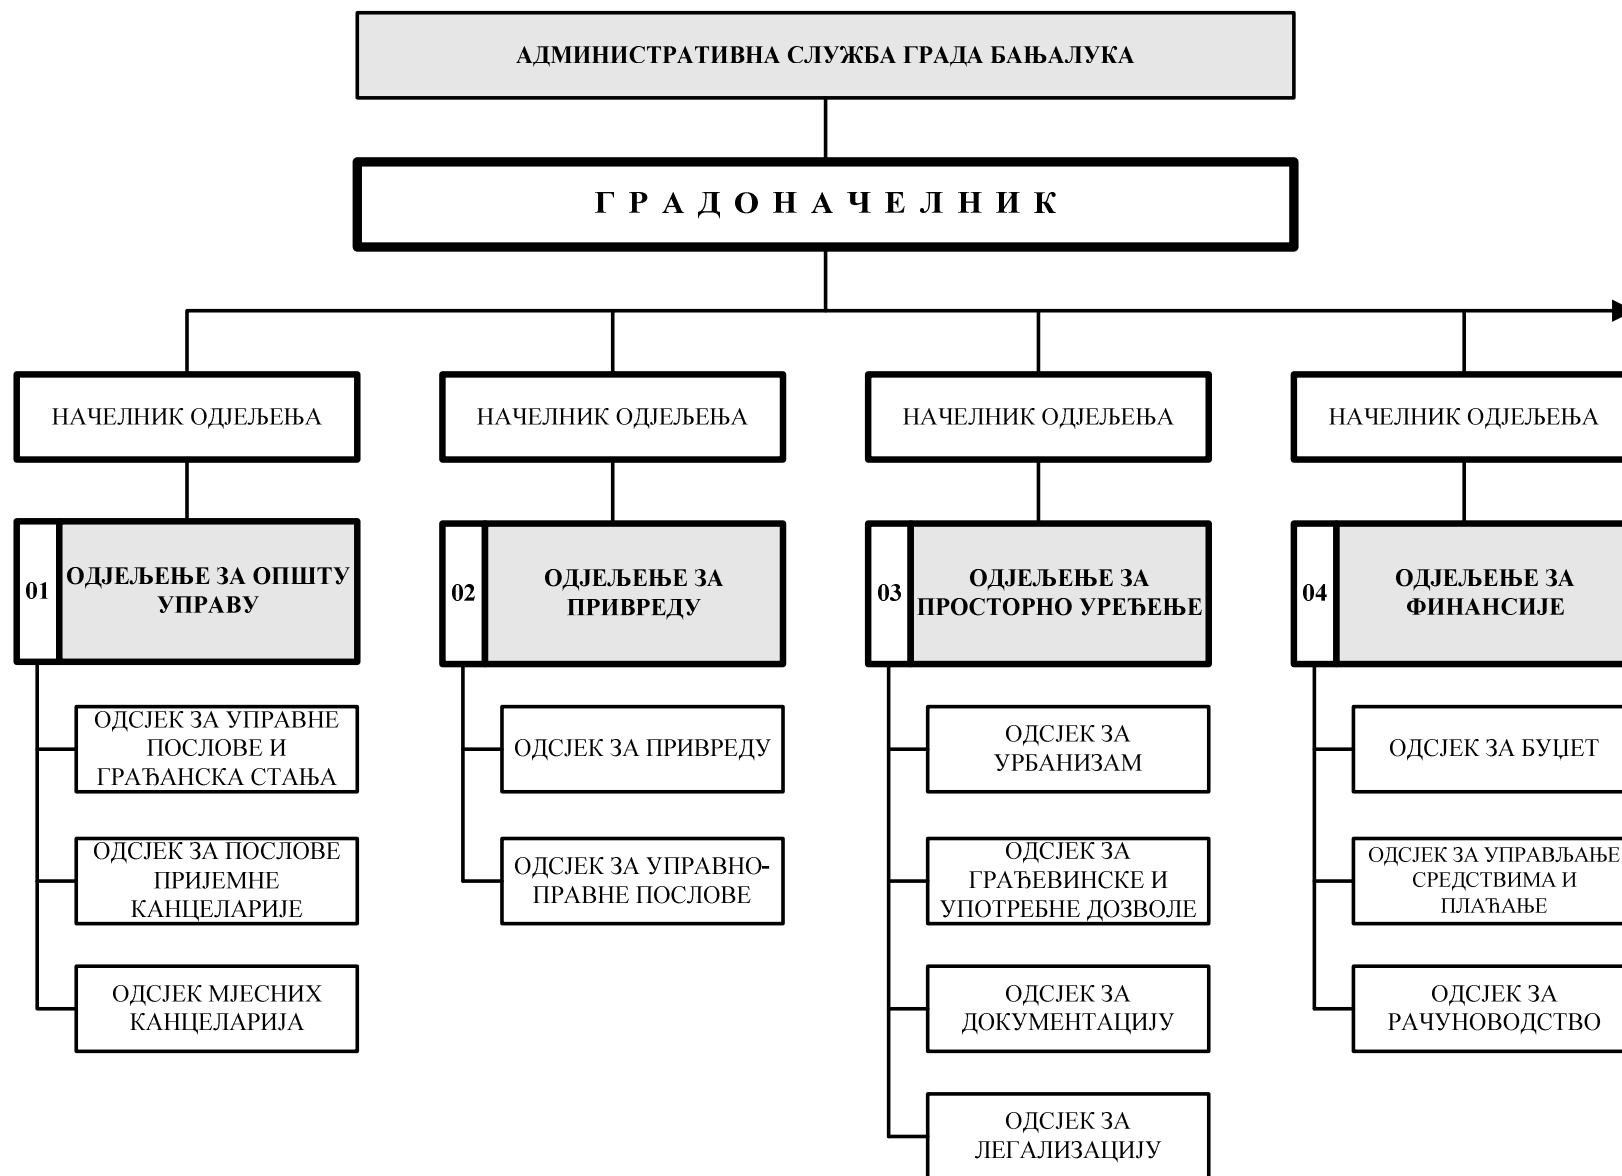 АДМИНИСТРАТИВНА СЛУЖБА ГРАДА БАЊАЛУКА
Г Р А Д О Н А Ч Е Л Н И К
НАЧЕЛНИК ОДЈЕЉЕЊА
НАЧЕЛНИК ОДЈЕЉЕЊА
НАЧЕЛНИК ОДЈЕЉЕЊА
НАЧЕЛНИК ОДЈЕЉЕЊА
01
ОДЈЕЉЕЊЕ ЗА ОПШТУ
УПРАВУ
02
ОДЈЕЉЕЊЕ ЗА
ПРИВРЕДУ
03
ОДЈЕЉЕЊЕ ЗА
ПРОСТОРНО УРЕЂЕЊЕ
04
ОДЈЕЉЕЊЕ ЗА
ФИНАНСИЈЕ
ОДСЈЕК ЗА УПРАВНЕ
ПОСЛОВЕ И
ГРАЂАНСКА СТАЊА
ОДСЈЕК ЗА ПОСЛОВЕ
ПРИЈЕМНЕ
КАНЦЕЛАРИЈЕ
ОДСЈЕК МЈЕСНИХ
КАНЦЕЛАРИЈА
ОДСЈЕК ЗА ПРИВРЕДУ
ОДСЈЕК ЗА УПРАВНО-
ПРАВНЕ ПОСЛОВЕ
ОДСЈЕК ЗА
УРБАНИЗАМ
ОДСЈЕК ЗА
ГРАЂЕВИНСКЕ И
УПОТРЕБНЕ ДОЗВОЛЕ
ОДСЈЕК ЗА
ДОКУМЕНТАЦИЈУ
ОДСЈЕК ЗА
ЛЕГАЛИЗАЦИЈУ
ОДСЈЕК ЗА БУЏЕТ
ОДСЈЕК ЗА УПРАВЉАЊЕ
СРЕДСТВИМА И
ПЛАЋАЊЕ
ОДСЈЕК ЗА
РАЧУНОВОДСТВО